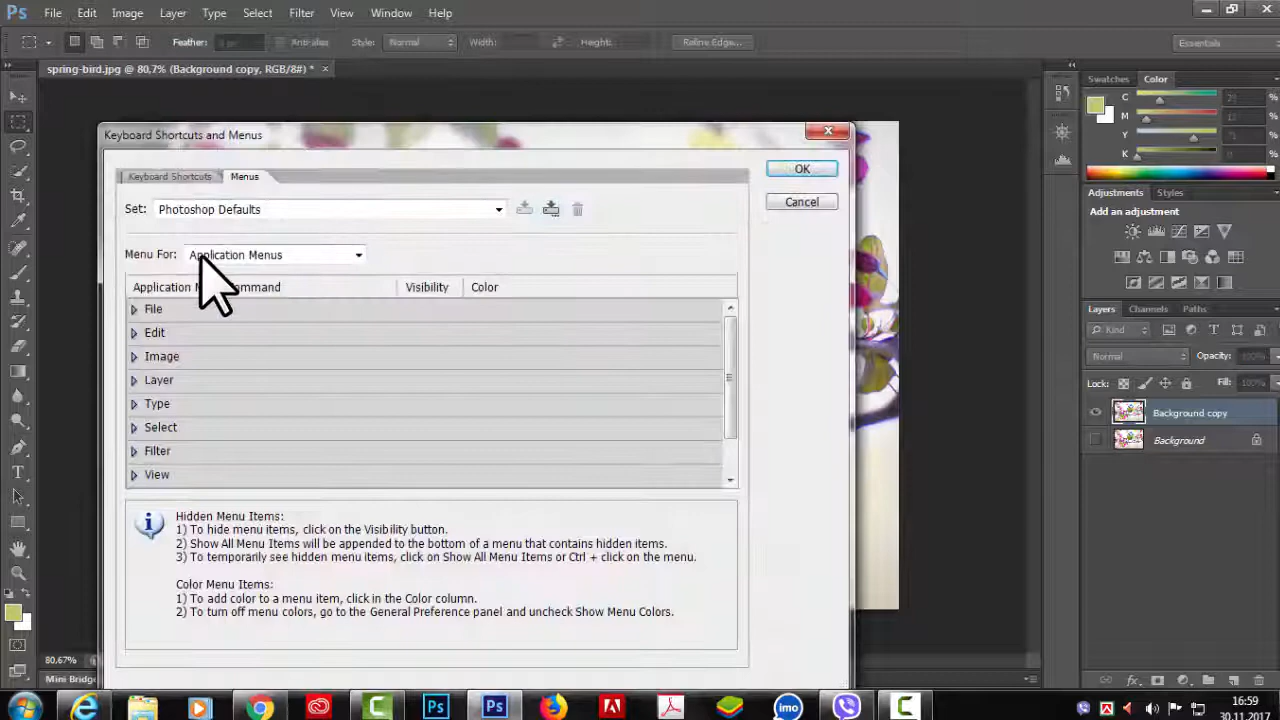 Ps File Edit Image Layer Type Select Filter View Window Help
Feather: Anti-alias Style: Normal Width: Height: Refine Edge... Essentials
spring-bird.jpg @ 80,7% (Background copy, RGB/8#) * ×
Swatches Color
C %
M %
Y %
K %
Keyboard Shortcuts and Menus
Keyboard Shortcuts Menus
OK
Cancel
Set: Photoshop Defaults
Menu For: Application Menus
Application Command Visibility Color
File
Edit
Image
Layer
Type
Select
Filter
View
Hidden Menu Items:
1) To hide menu items, click on the Visibility button.
2) Show All Menu Items will be appended to the bottom of a menu that contains hidden items.
3) To temporarily see hidden menu items, click on Show All Menu Items or Ctrl + click on the menu.
Color Menu Items:
1) To add color to a menu item, click in the Color column.
2) To turn off menu colors, go to the General Preference panel and uncheck Show Menu Colors.
Adjustments Styles
Add an adjustment
Layers Channels Paths
Kind
Normal Opacity: 100%
Lock: Fill: 100%
Background copy
Background
80,67%
Mini Bridge
Ps Ps imo
16:59
30.11.2017